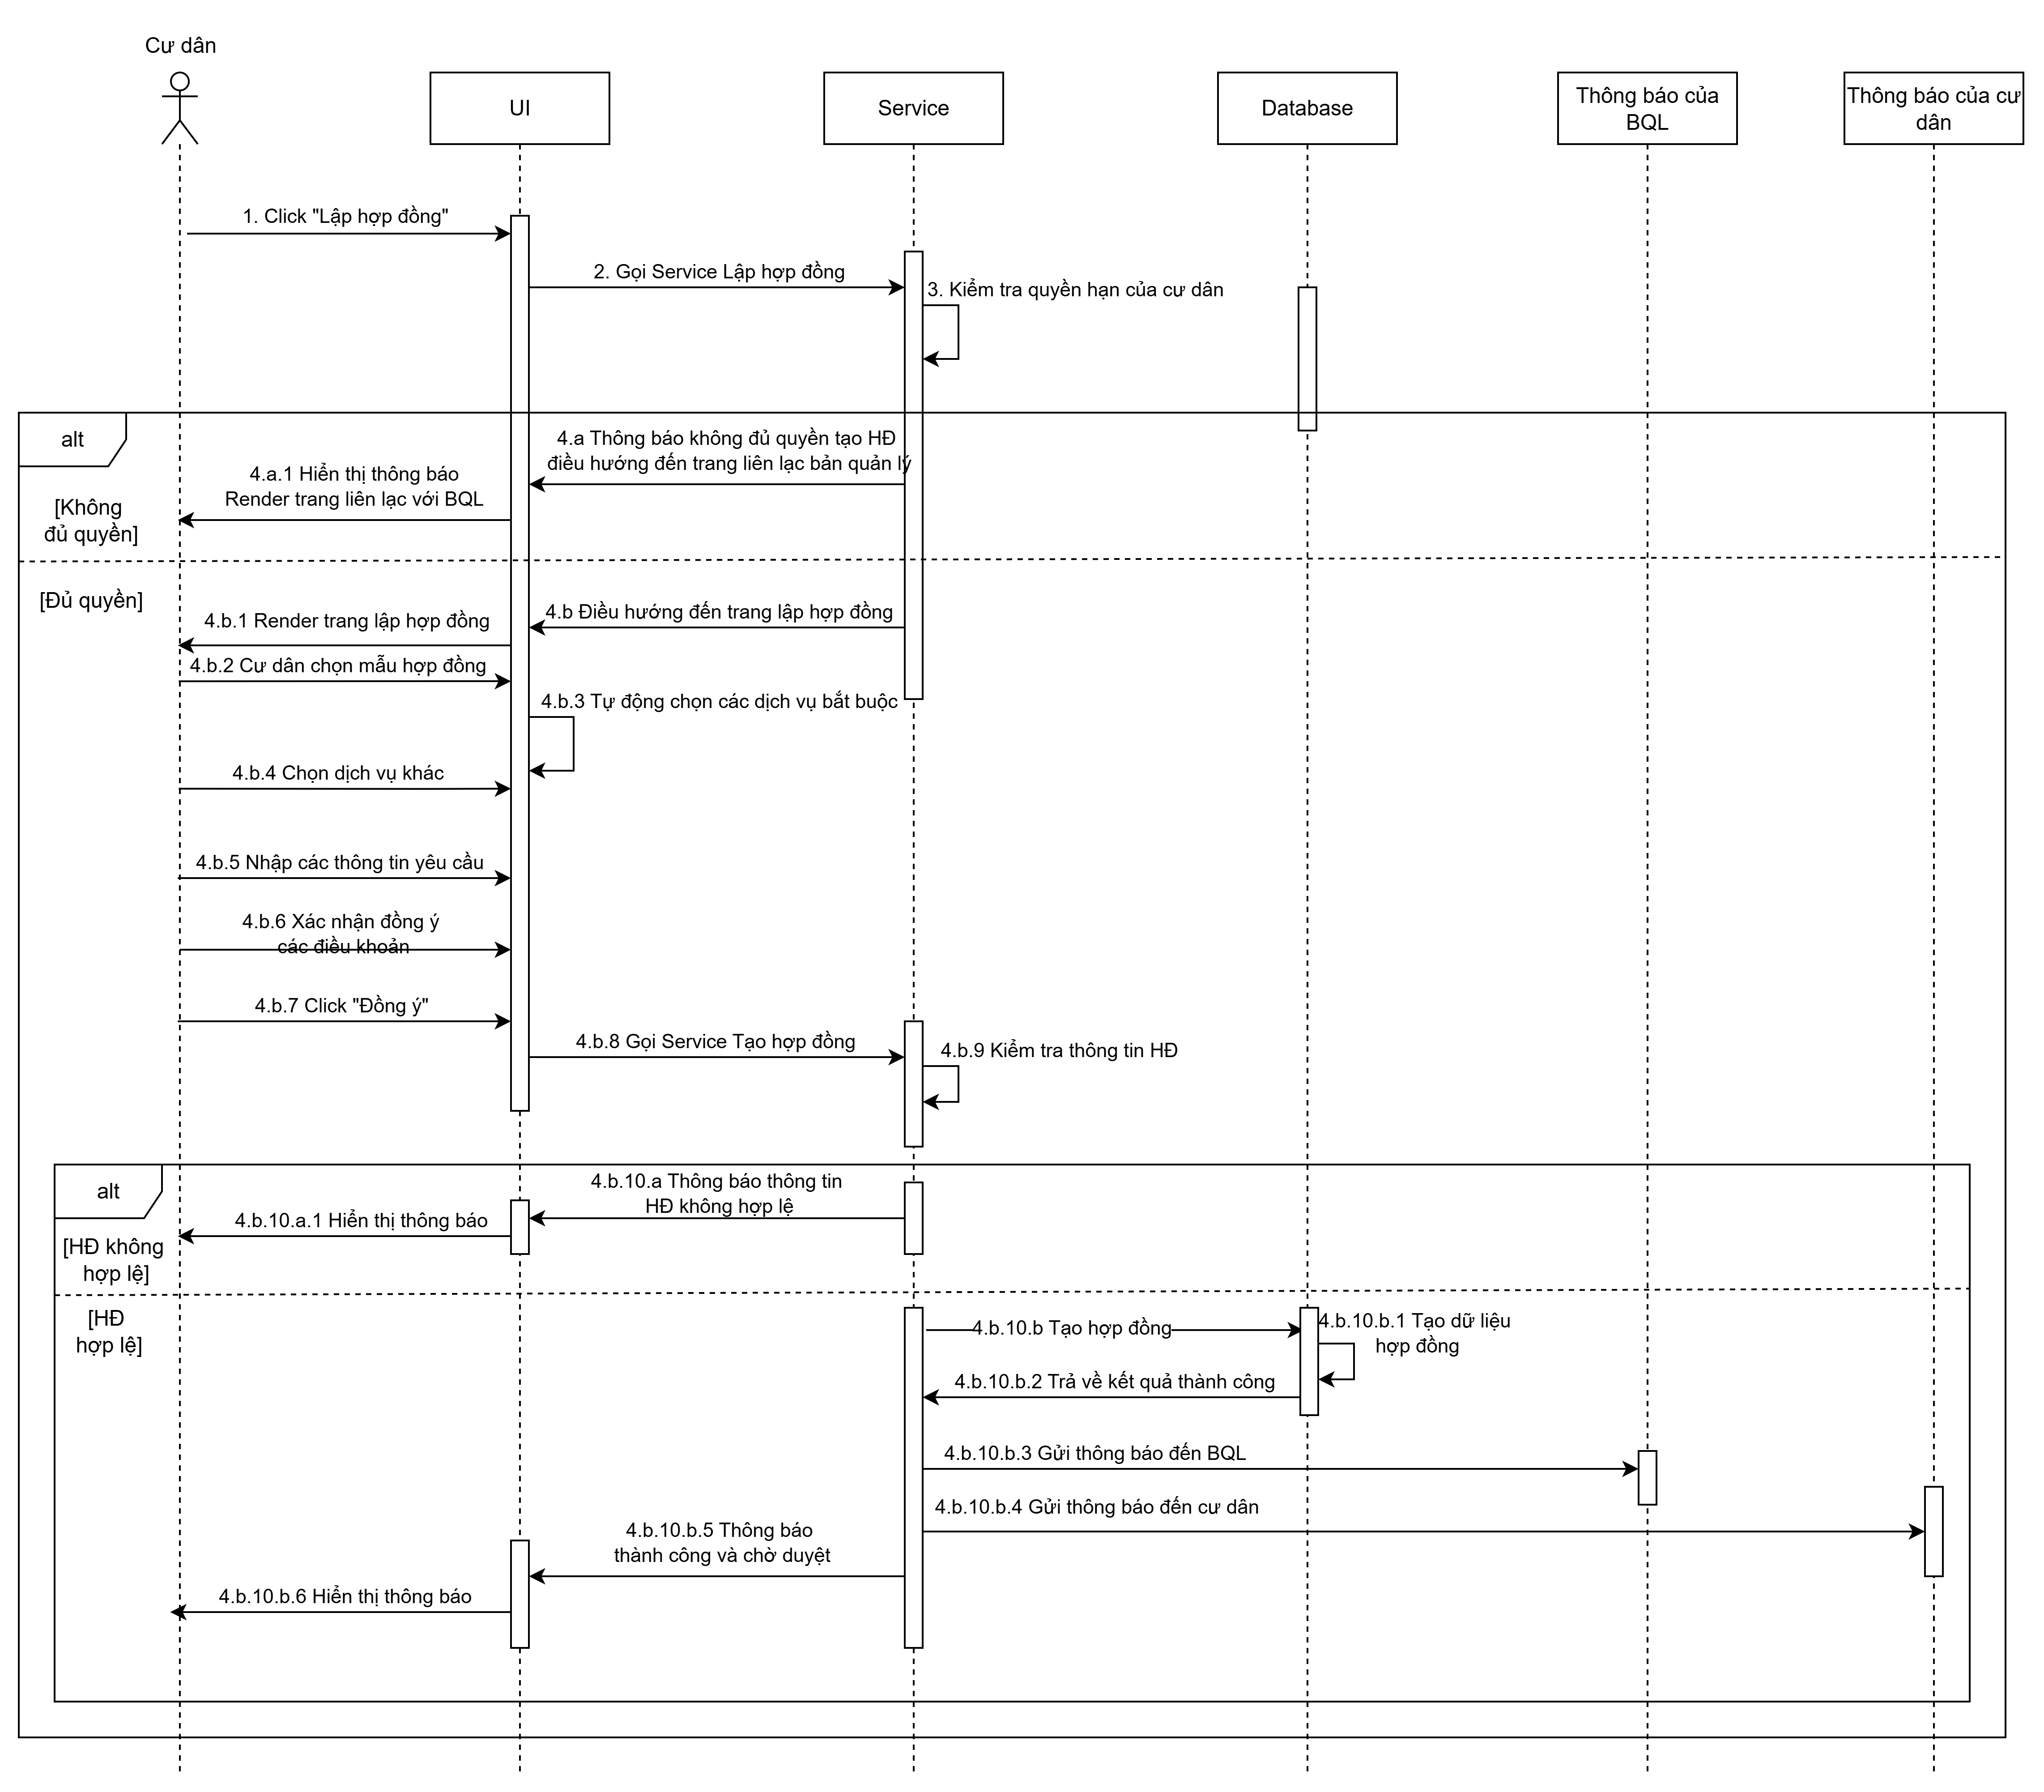 Cư dân
UI
Service
Database
Thông báo của
BQL
Thông báo của cư
dân
1. Click "Lập hợp đồng"
2. Gọi Service Lập hợp đồng
3. Kiểm tra quyền hạn của cư dân
alt
4.a Thông báo không đủ quyền tạo HĐ
điều hướng đến trang liên lạc bản quản lý
4.a.1 Hiển thị thông báo
Render trang liên lạc với BQL
[Không
đủ quyền]
[Đủ quyền]
4.b Điều hướng đến trang lập hợp đồng
4.b.1 Render trang lập hợp đồng
4.b.2 Cư dân chọn mẫu hợp đồng
4.b.3 Tự động chọn các dịch vụ bắt buộc
4.b.4 Chọn dịch vụ khác
4.b.5 Nhập các thông tin yêu cầu
4.b.6 Xác nhận đồng ý
các điều khoản
4.b.7 Click "Đồng ý"
4.b.8 Gọi Service Tạo hợp đồng
4.b.9 Kiểm tra thông tin HĐ
alt
4.b.10.a Thông báo thông tin
HĐ không hợp lệ
4.b.10.a.1 Hiển thị thông báo
[HĐ không
hợp lệ]
[HĐ
hợp lệ]
4.b.10.b Tạo hợp đồng
4.b.10.b.1 Tạo dữ liệu
hợp đồng
4.b.10.b.2 Trả về kết quả thành công
4.b.10.b.3 Gửi thông báo đến BQL
4.b.10.b.4 Gửi thông báo đến cư dân
4.b.10.b.5 Thông báo
thành công và chờ duyệt
4.b.10.b.6 Hiển thị thông báo